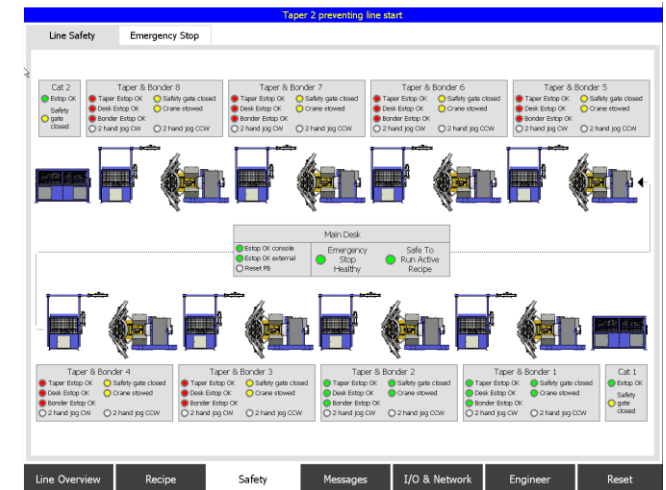 Taper 2 preventing line start
Line Safety
Emergency Stop
Cat 2
Estop OK
Safety gate closed
Taper & Bonder 8
Taper Estop OK
Safety gate closed
Desk Estop OK
Crane stowed
Bonder Estop OK
2 hand jog CW
2 hand jog CCW
Taper & Bonder 7
Taper Estop OK
Safety gate closed
Desk Estop OK
Crane stowed
Bonder Estop OK
2 hand jog CW
2 hand jog CCW
Taper & Bonder 6
Taper Estop OK
Safety gate closed
Desk Estop OK
Crane stowed
Bonder Estop OK
2 hand jog CW
2 hand jog CCW
Taper & Bonder 5
Taper Estop OK
Safety gate closed
Desk Estop OK
Crane stowed
Bonder Estop OK
2 hand jog CW
2 hand jog CCW
Main Desk
Estop OK console
Estop OK external
Reset PB
Emergency
Stop
Healthy
Safe To
Run Active
Recipe
Taper & Bonder 4
Taper Estop OK
Safety gate closed
Desk Estop OK
Crane stowed
Bonder Estop OK
2 hand jog CW
2 hand jog CCW
Taper & Bonder 3
Taper Estop OK
Safety gate closed
Desk Estop OK
Crane stowed
Bonder Estop OK
2 hand jog CW
2 hand jog CCW
Taper & Bonder 2
Taper Estop OK
Safety gate closed
Desk Estop OK
Crane stowed
Bonder Estop OK
2 hand jog CW
2 hand jog CCW
Taper & Bonder 1
Taper Estop OK
Safety gate closed
Desk Estop OK
Crane stowed
Bonder Estop OK
2 hand jog CW
2 hand jog CCW
Cat 1
Estop OK
Safety
gate
closed
Line Overview
Recipe
Safety
Messages
I/O & Network
Engineer
Reset